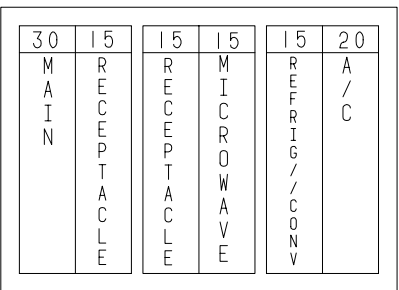 30 15 15 15 15 20
MAIN
RECEPTACLE
RECEPTACLE
MICROWAVE
REFRIG//CONV
A/C